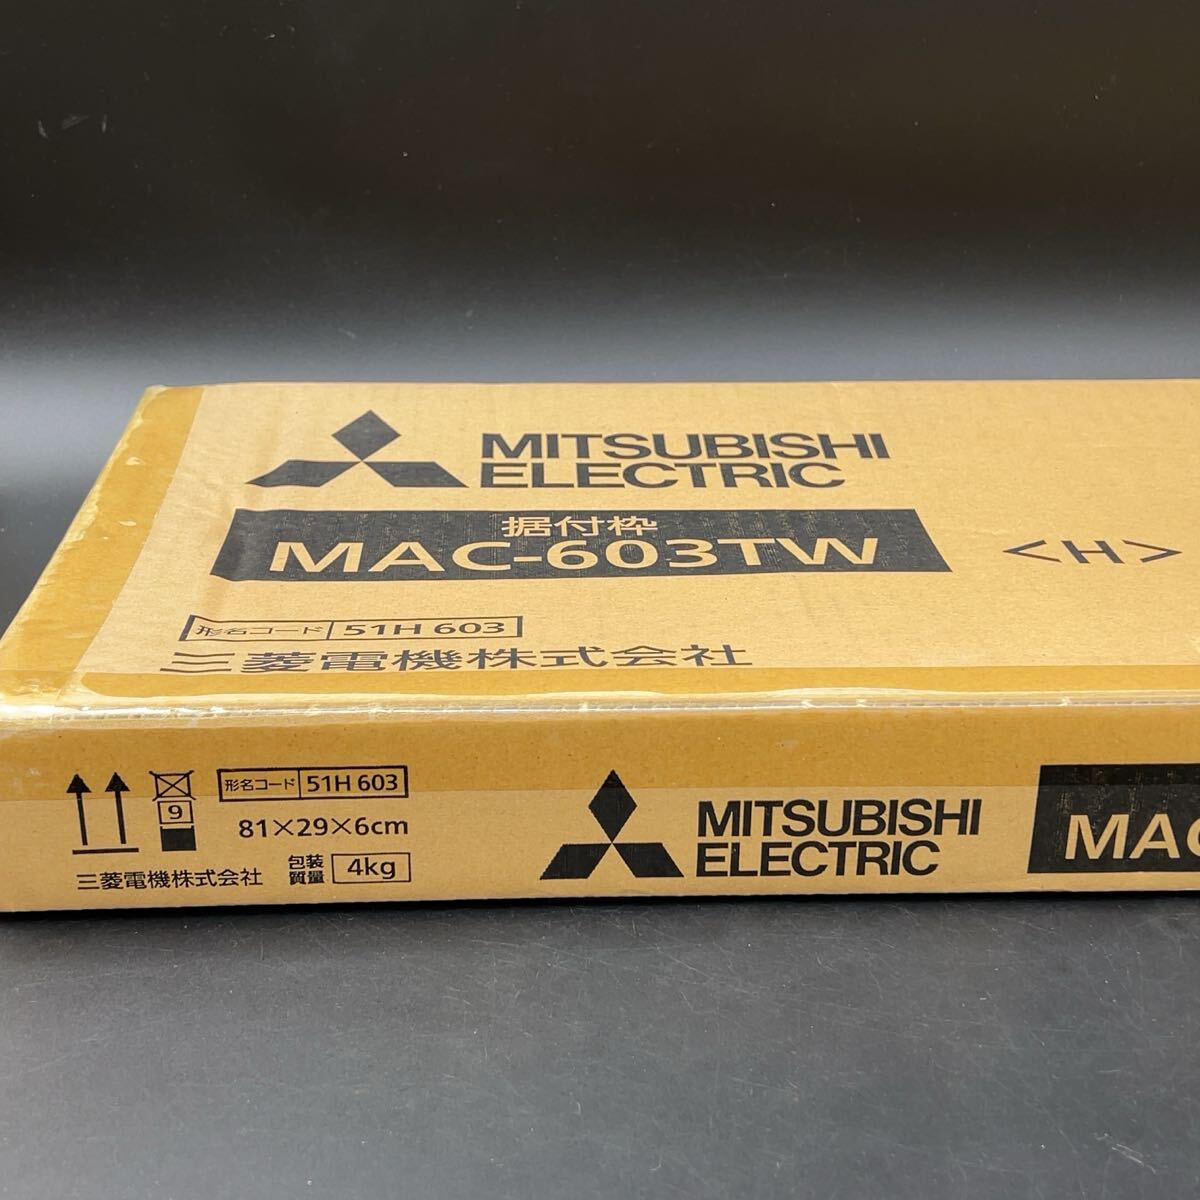 MITSUBISHI
ELECTRIC
据付枠
MAC-603TW
<H>
形名コード 51H 603
三菱電機株式会社
9
形名コード 51H 603
81×29×6cm
三菱電機株式会社
包装
質量 4kg
MITSUBISHI
ELECTRIC
MAC